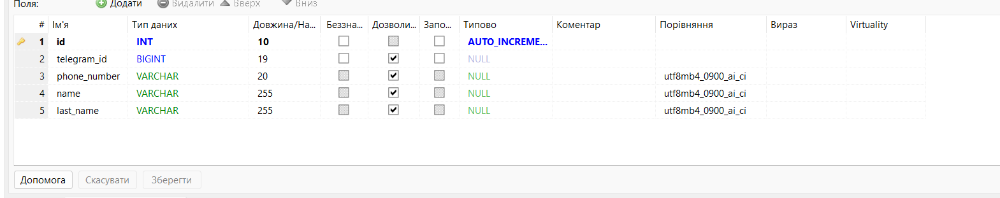 Поля: Додати Видалити Вверх Вниз
# Ім'я Тип даних Довжина/На... Беззна... Дозволи... Запо... Типово Коментар Порівняння Вираз Virtuality
1 id INT 10 AUTO_INCREME...
2 telegram_id BIGINT 19 NULL
3 phone_number VARCHAR 20 NULL utf8mb4_0900_ai_ci
4 name VARCHAR 255 NULL utf8mb4_0900_ai_ci
5 last_name VARCHAR 255 NULL utf8mb4_0900_ai_ci
Допомога Скасувати Зберегти